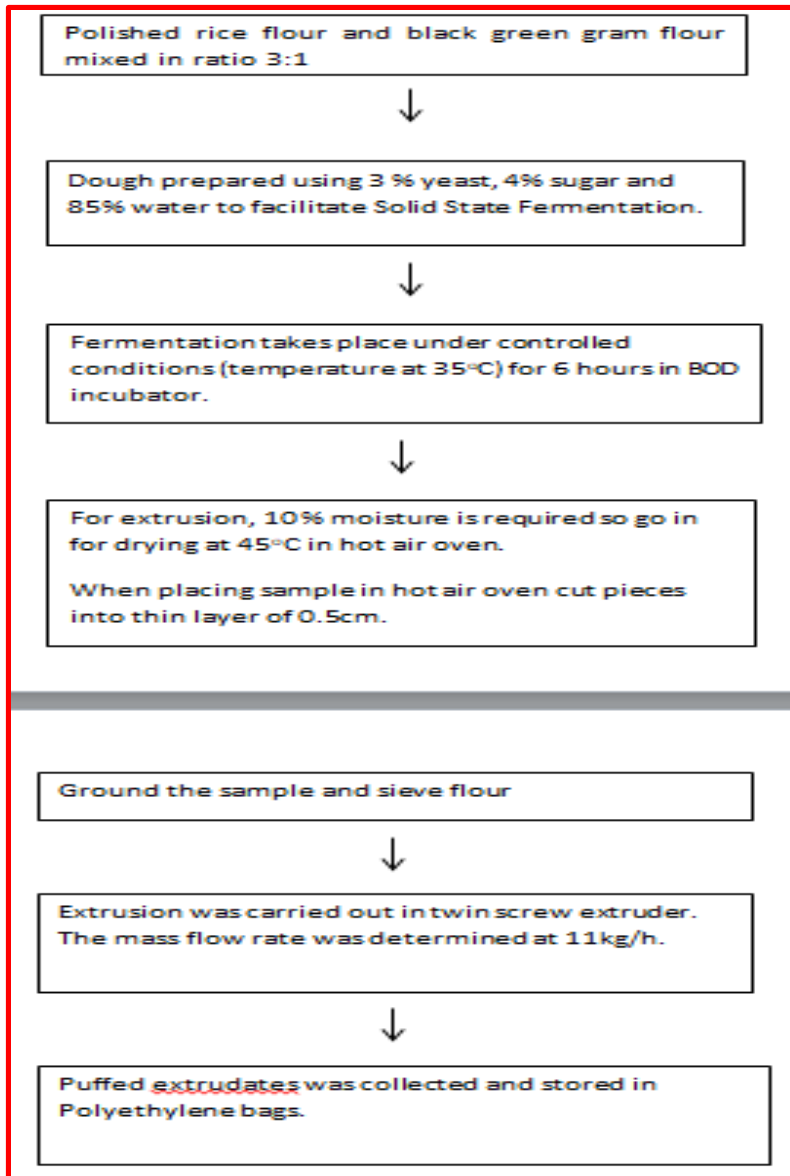 Polished rice flour and black green gram flour
mixed in ratio 3:1
↓
Dough prepared using 3 % yeast, 4% sugar and
85% water to facilitate Solid State Fermentation.
↓
Fermentation takes place under controlled
conditions (temperature at 35°C) for 6 hours in BOD
incubator.
↓
For extrusion, 10% moisture is required so go in
for drying at 45°C in hot air oven.
When placing sample in hot air oven cut pieces
into thin layer of 0.5cm.
Ground the sample and sieve flour
↓
Extrusion was carried out in twin screw extruder.
The mass flow rate was determined at 11kg/h.
↓
Puffed extrudates was collected and stored in
Polyethylene bags.